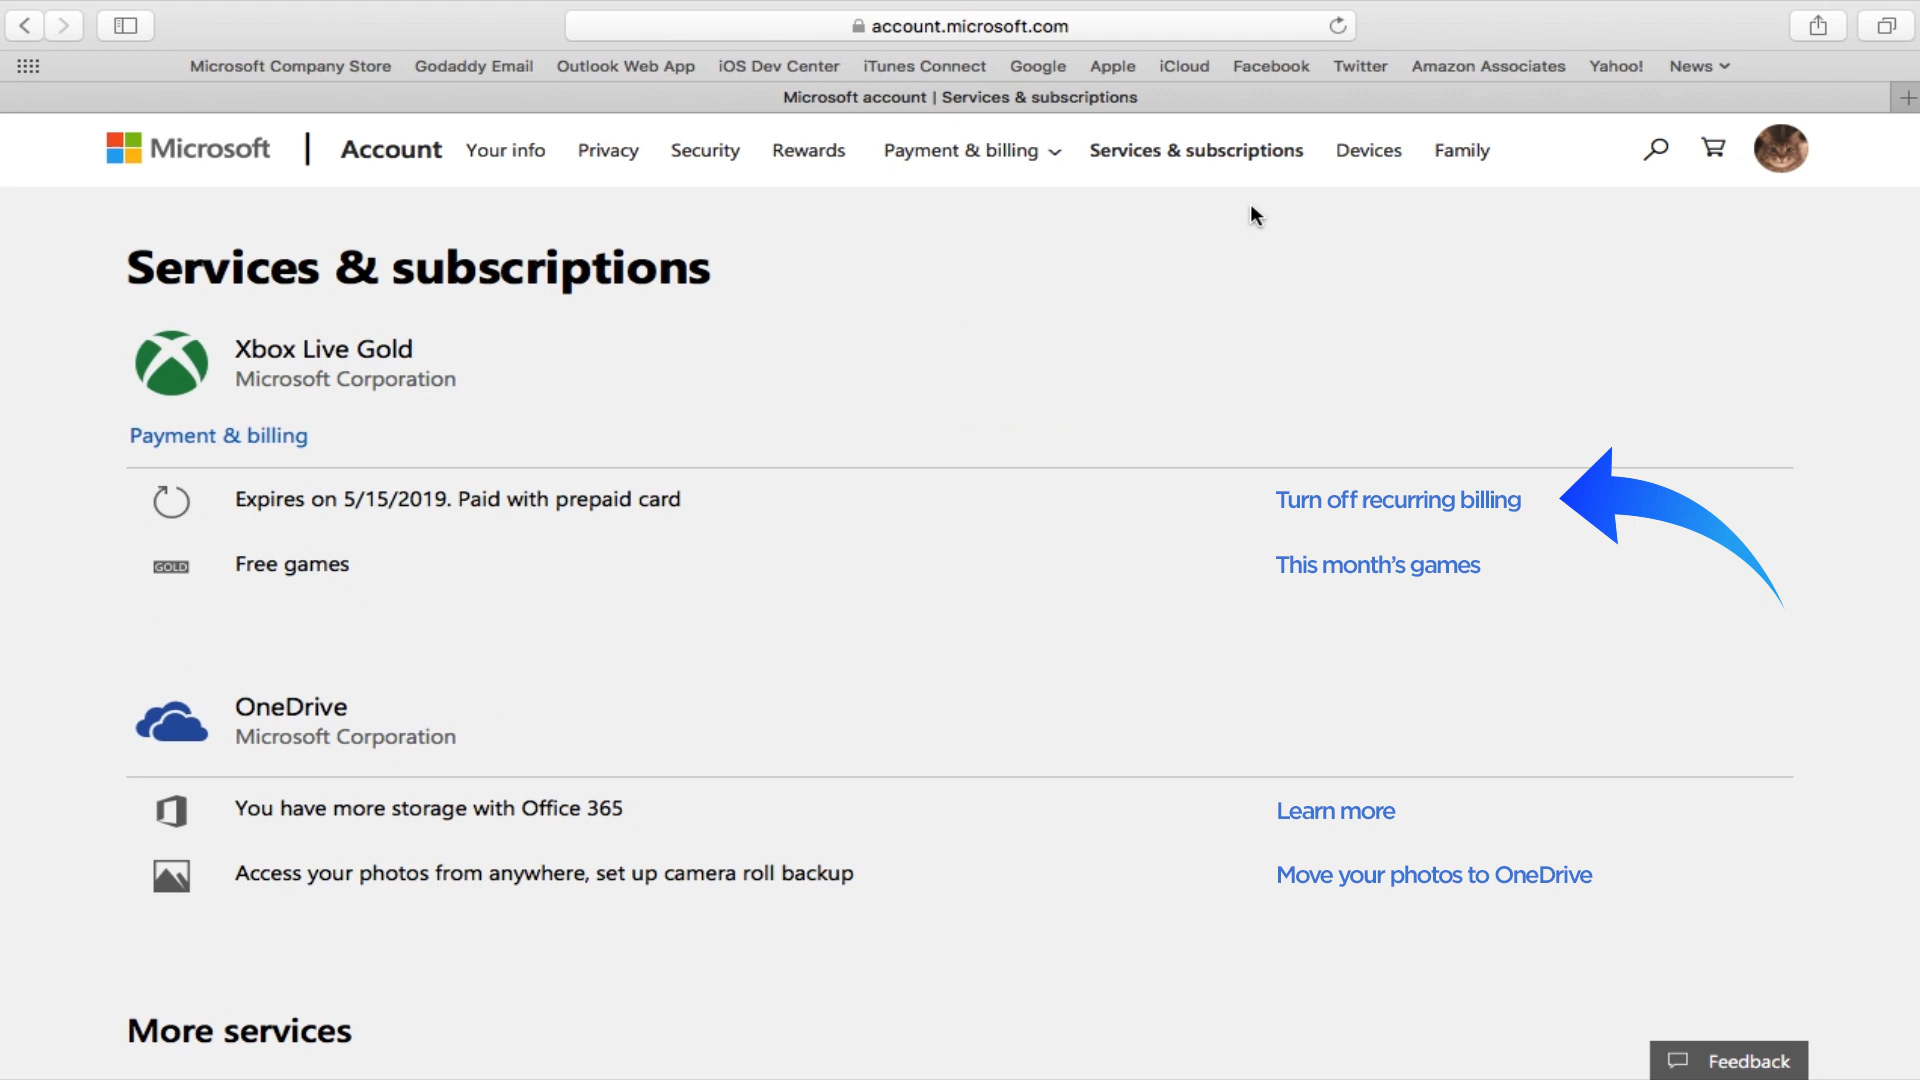 account.microsoft.com
Microsoft Company Store Godaddy Email Outlook Web App iOS Dev Center iTunes Connect Google Apple iCloud Facebook Twitter Amazon Associates Yahoo! News
Microsoft account | Services & subscriptions
Microsoft | Account Your info Privacy Security Rewards Payment & billing Services & subscriptions Devices Family
Services & subscriptions
Xbox Live Gold
Microsoft Corporation
Payment & billing
Expires on 5/15/2019. Paid with prepaid card Turn off recurring billing
GOLD Free games This month's games
OneDrive
Microsoft Corporation
You have more storage with Office 365 Learn more
Access your photos from anywhere, set up camera roll backup Move your photos to OneDrive
More services
Feedback